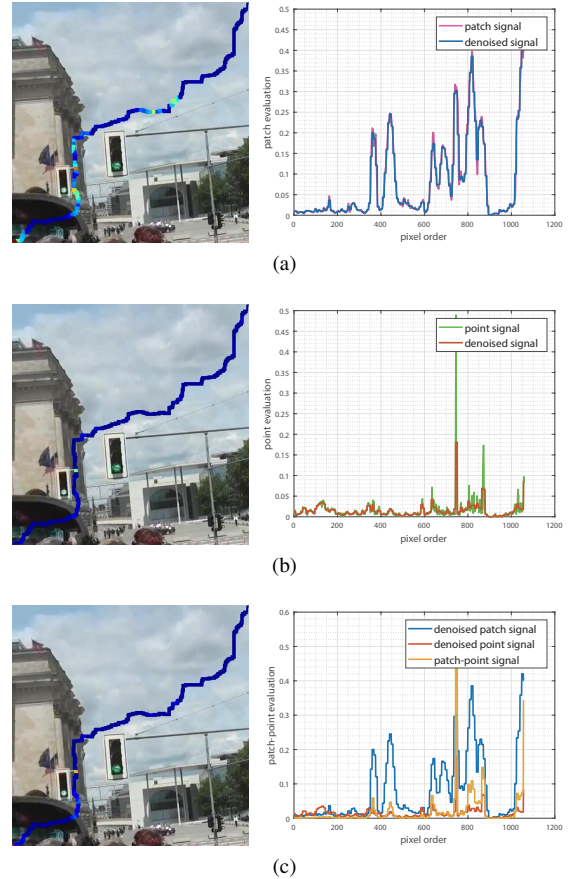 patch signal
denoised signal
patch evaluation
0.5
0.45
0.4
0.35
0.3
0.25
0.2
0.15
0.1
0.05
0
0 200 400 600 800 1000 1200
pixel order
(a)
point signal
denoised signal
point evaluation
0.5
0.45
0.4
0.35
0.3
0.25
0.2
0.15
0.1
0.05
0
0 200 400 600 800 1000 1200
pixel order
(b)
denoised patch signal
denoised point signal
patch-point signal
patch-point evaluation
0.6
0.5
0.4
0.3
0.2
0.1
0
0 200 400 600 800 1000 1200
pixel order
(c)